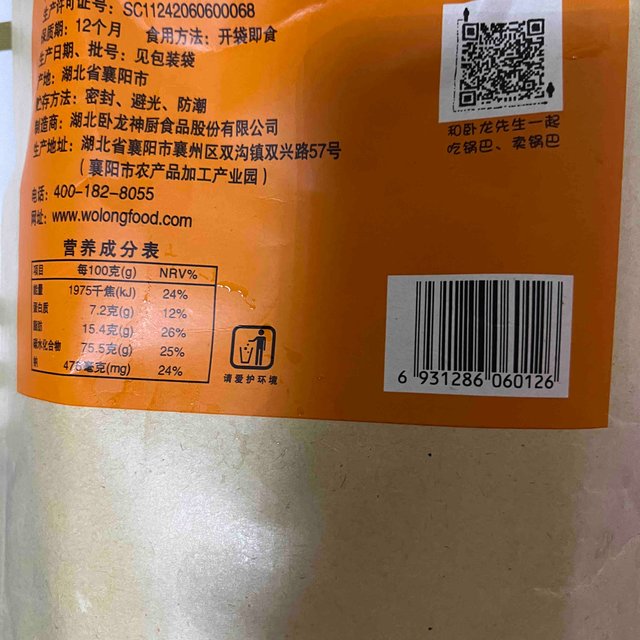 生产许可证号：SC11242060600068
保质期：12个月 食用方法：开袋即食
生产日期、批号：见包装袋
产地：湖北省襄阳市
贮存方法：密封、避光、防潮
制造商：湖北卧龙神厨食品股份有限公司
生产地址：湖北省襄阳市襄州区双沟镇双兴路57号
（襄阳市农产品加工产业园）
电话：400-182-8055
网址：www.wolongfood.com
和卧龙先生一起
吃锅巴、卖锅巴
营养成分表
项目 每100克(g) NRV%
能量 1975千焦(kJ) 24%
蛋白质 7.2克(g) 12%
脂肪 15.4克(g) 26%
碳水化合物 75.5克(g) 25%
钠 毫克(mg) 24%
请爱护环境
6 931286 060126